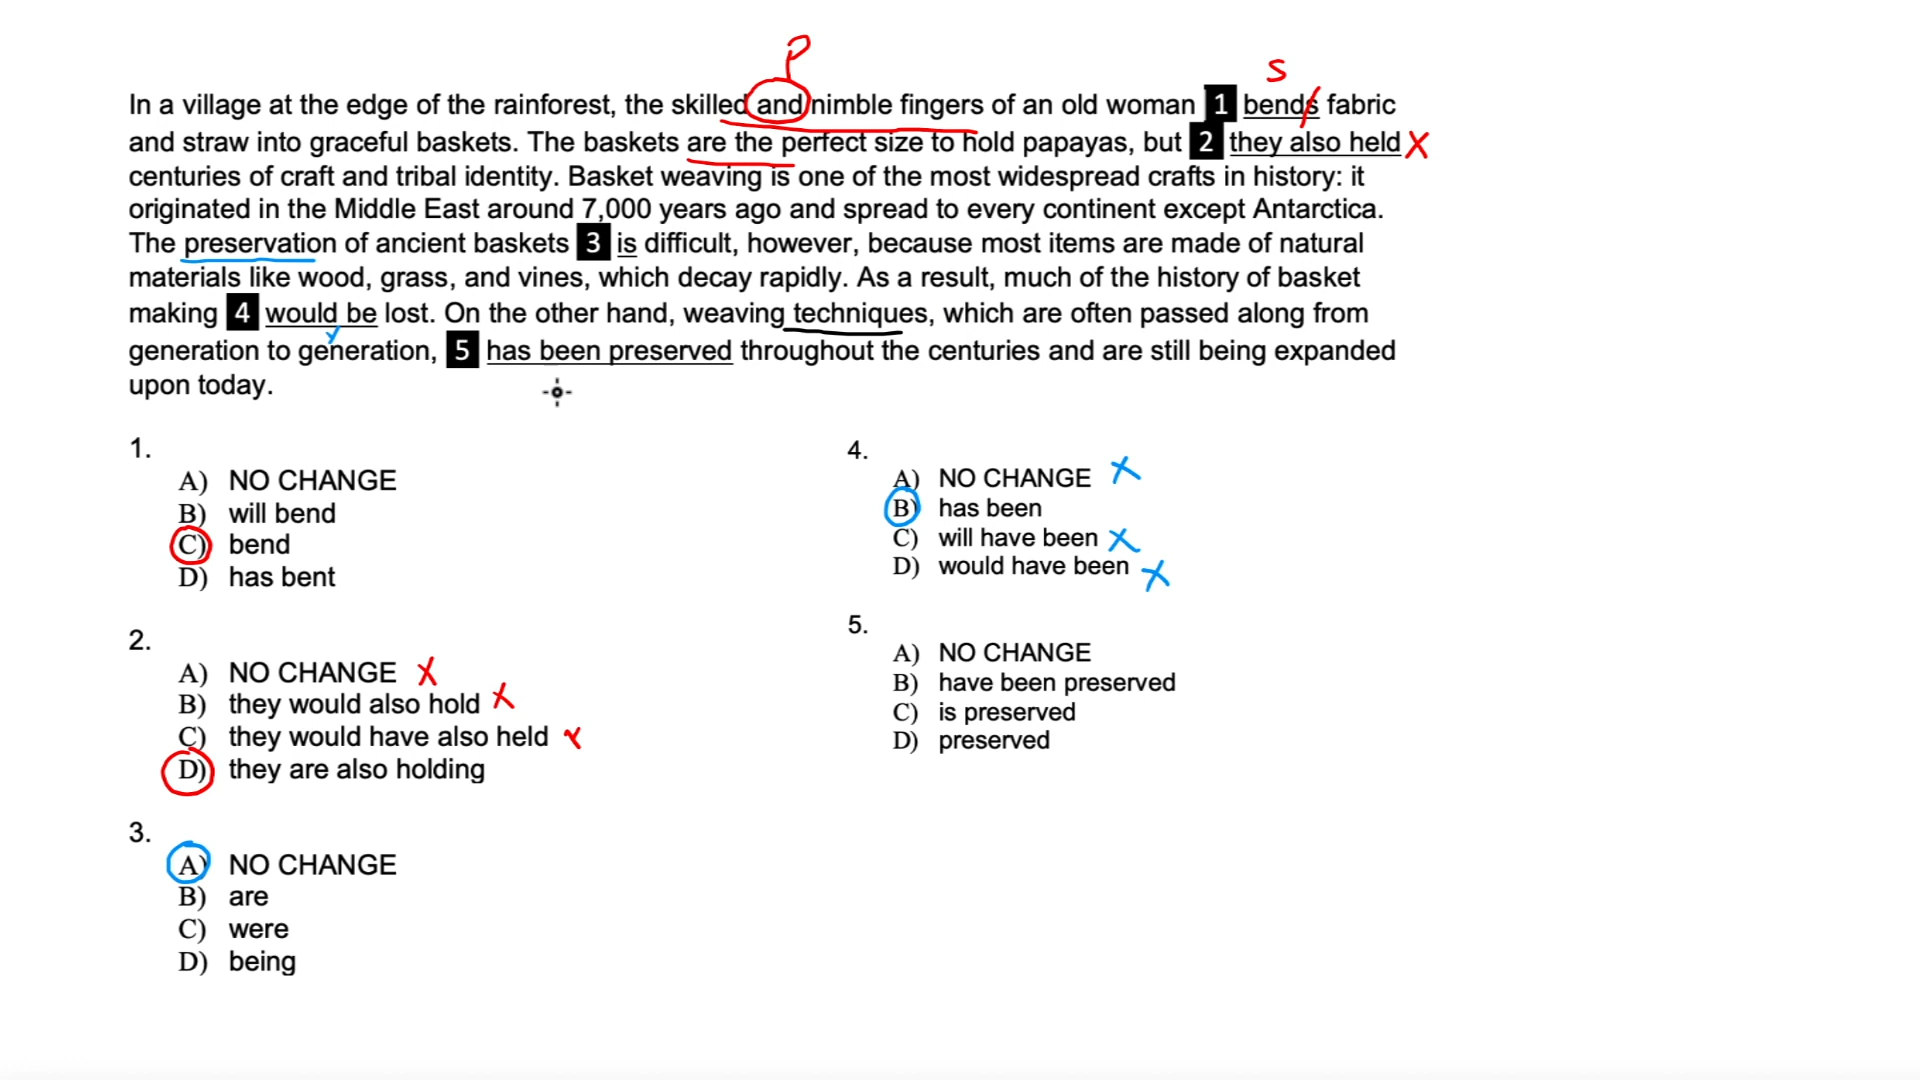 P
S
In a village at the edge of the rainforest, the skilled and nimble fingers of an old woman 1 bends fabric
and straw into graceful baskets. The baskets are the perfect size to hold papayas, but 2 they also held X
centuries of craft and tribal identity. Basket weaving is one of the most widespread crafts in history: it
originated in the Middle East around 7,000 years ago and spread to every continent except Antarctica.
The preservation of ancient baskets 3 is difficult, however, because most items are made of natural
materials like wood, grass, and vines, which decay rapidly. As a result, much of the history of basket
making 4 would be lost. On the other hand, weaving techniques, which are often passed along from
generation to generation, 5 has been preserved throughout the centuries and are still being expanded
upon today.
1.
A) NO CHANGE
B) will bend
C) bend
D) has bent
2.
A) NO CHANGE X
B) they would also hold X
C) they would have also held X
D) they are also holding
3.
A) NO CHANGE
B) are
C) were
D) being
4.
A) NO CHANGE X
B) has been
C) will have been X
D) would have been X
5.
A) NO CHANGE
B) have been preserved
C) is preserved
D) preserved